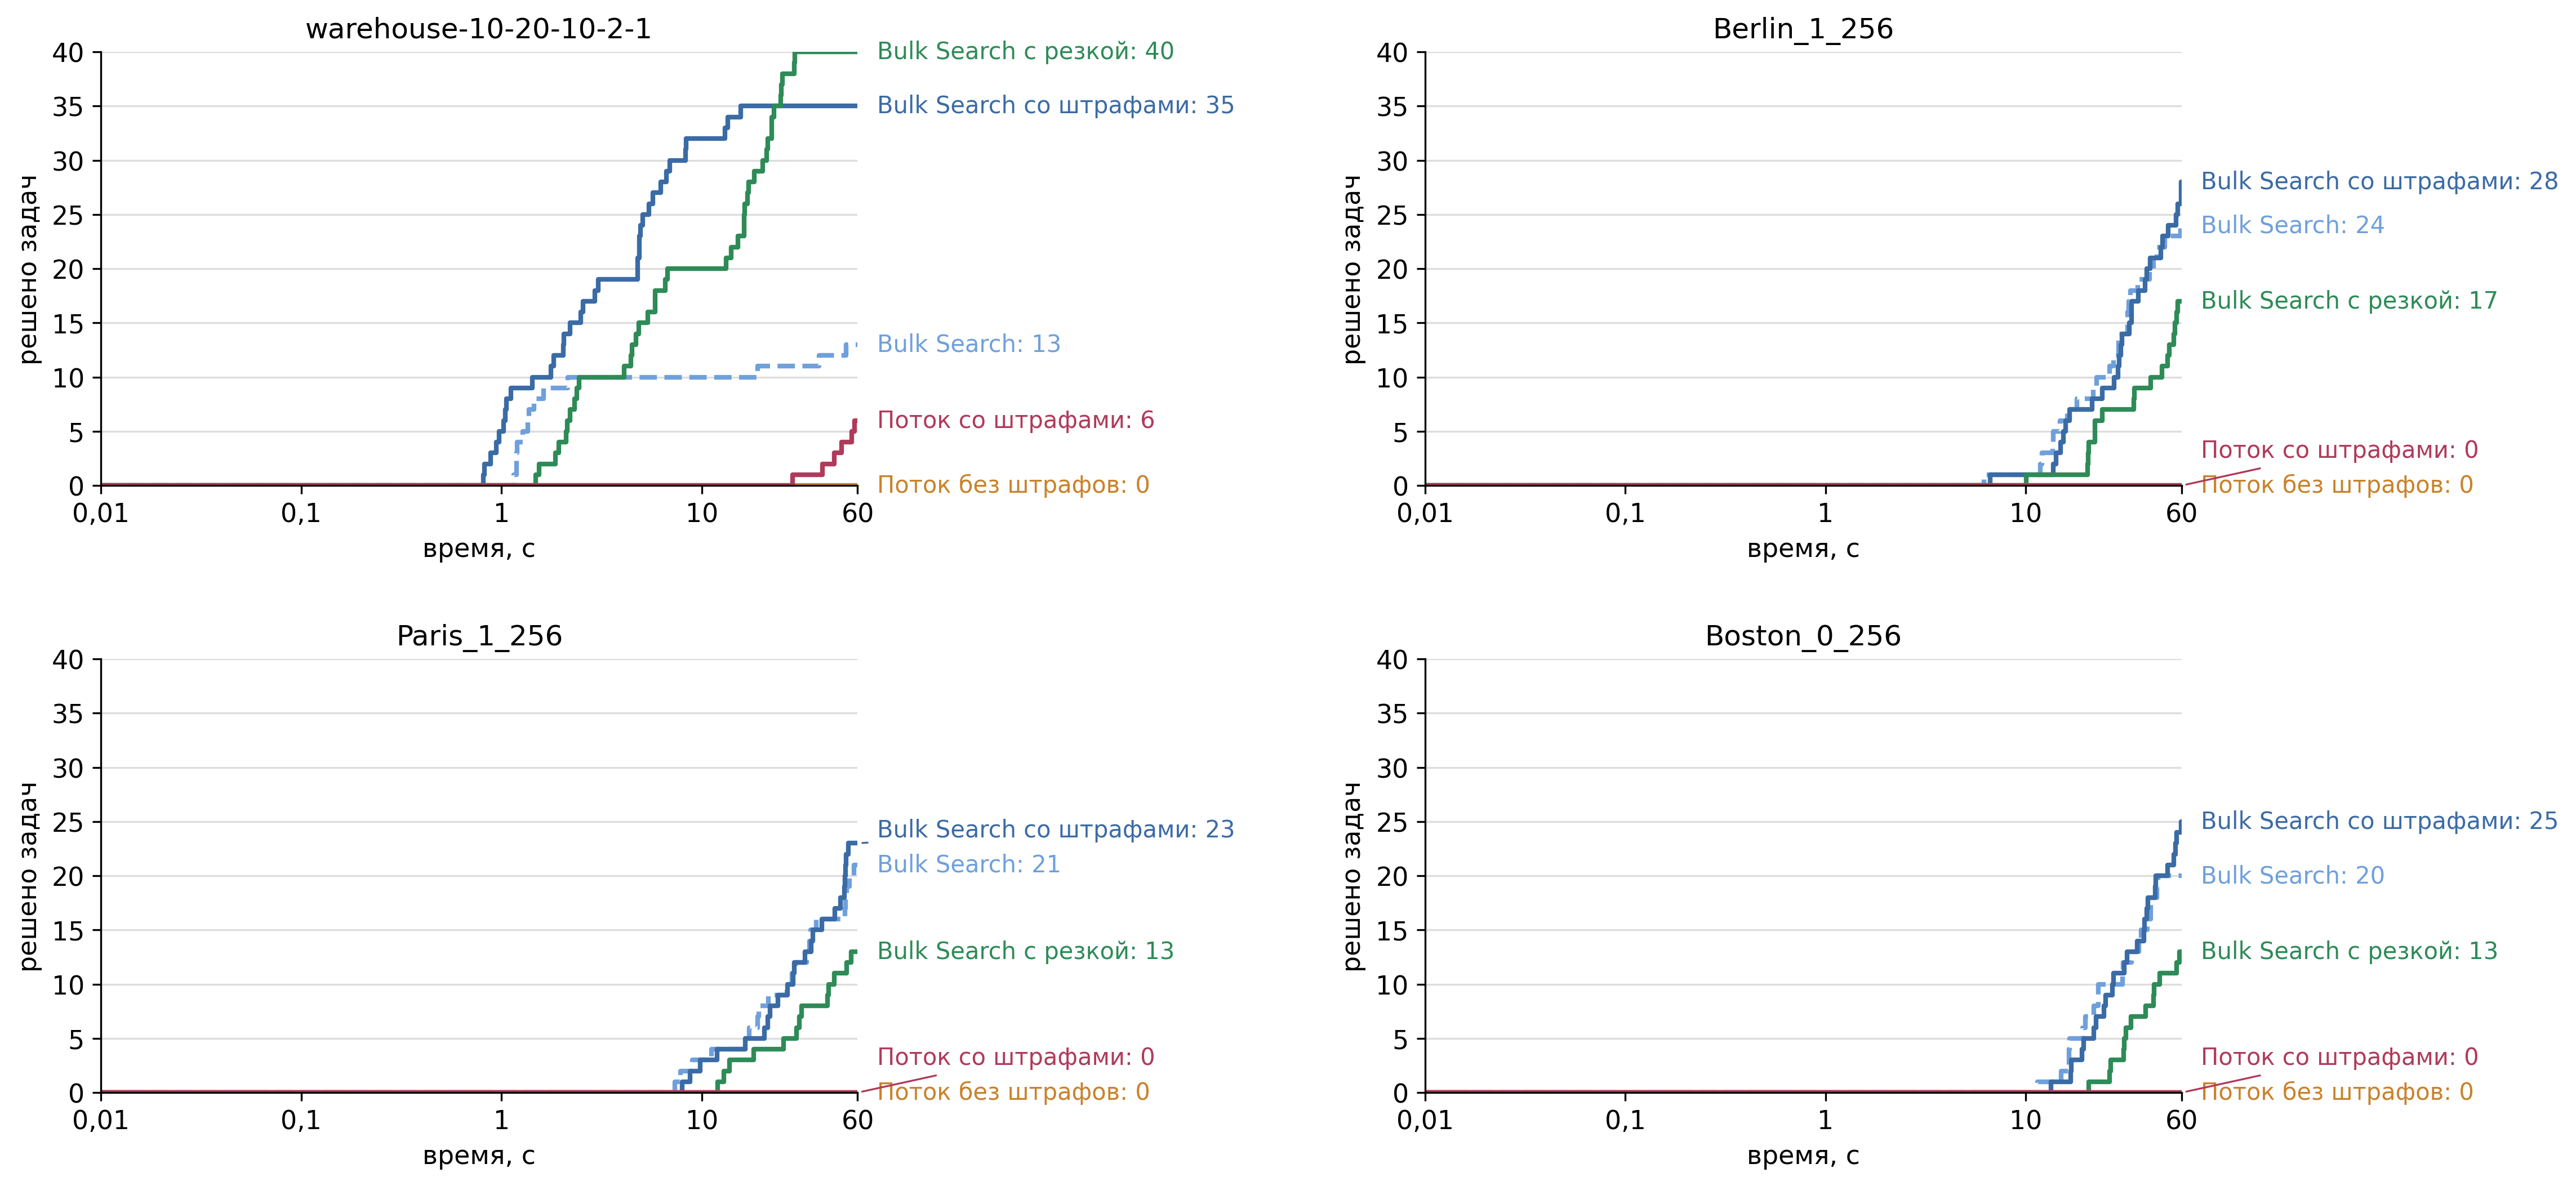 warehouse-10-20-10-2-1
решено задач
40
35
30
25
20
15
10
5
0
0,01
0,1
1
10
60
время, с
Bulk Search с резкой: 40
Bulk Search со штрафами: 35
Bulk Search: 13
Поток со штрафами: 6
Поток без штрафов: 0
Berlin_1_256
решено задач
40
35
30
25
20
15
10
5
0
0,01
0,1
1
10
60
время, с
Bulk Search со штрафами: 28
Bulk Search: 24
Bulk Search с резкой: 17
Поток со штрафами: 0
Поток без штрафов: 0
Paris_1_256
решено задач
40
35
30
25
20
15
10
5
0
0,01
0,1
1
10
60
время, с
Bulk Search со штрафами: 23
Bulk Search: 21
Bulk Search с резкой: 13
Поток со штрафами: 0
Поток без штрафов: 0
Boston_0_256
решено задач
40
35
30
25
20
15
10
5
0
0,01
0,1
1
10
60
время, с
Bulk Search со штрафами: 25
Bulk Search: 20
Bulk Search с резкой: 13
Поток со штрафами: 0
Поток без штрафов: 0